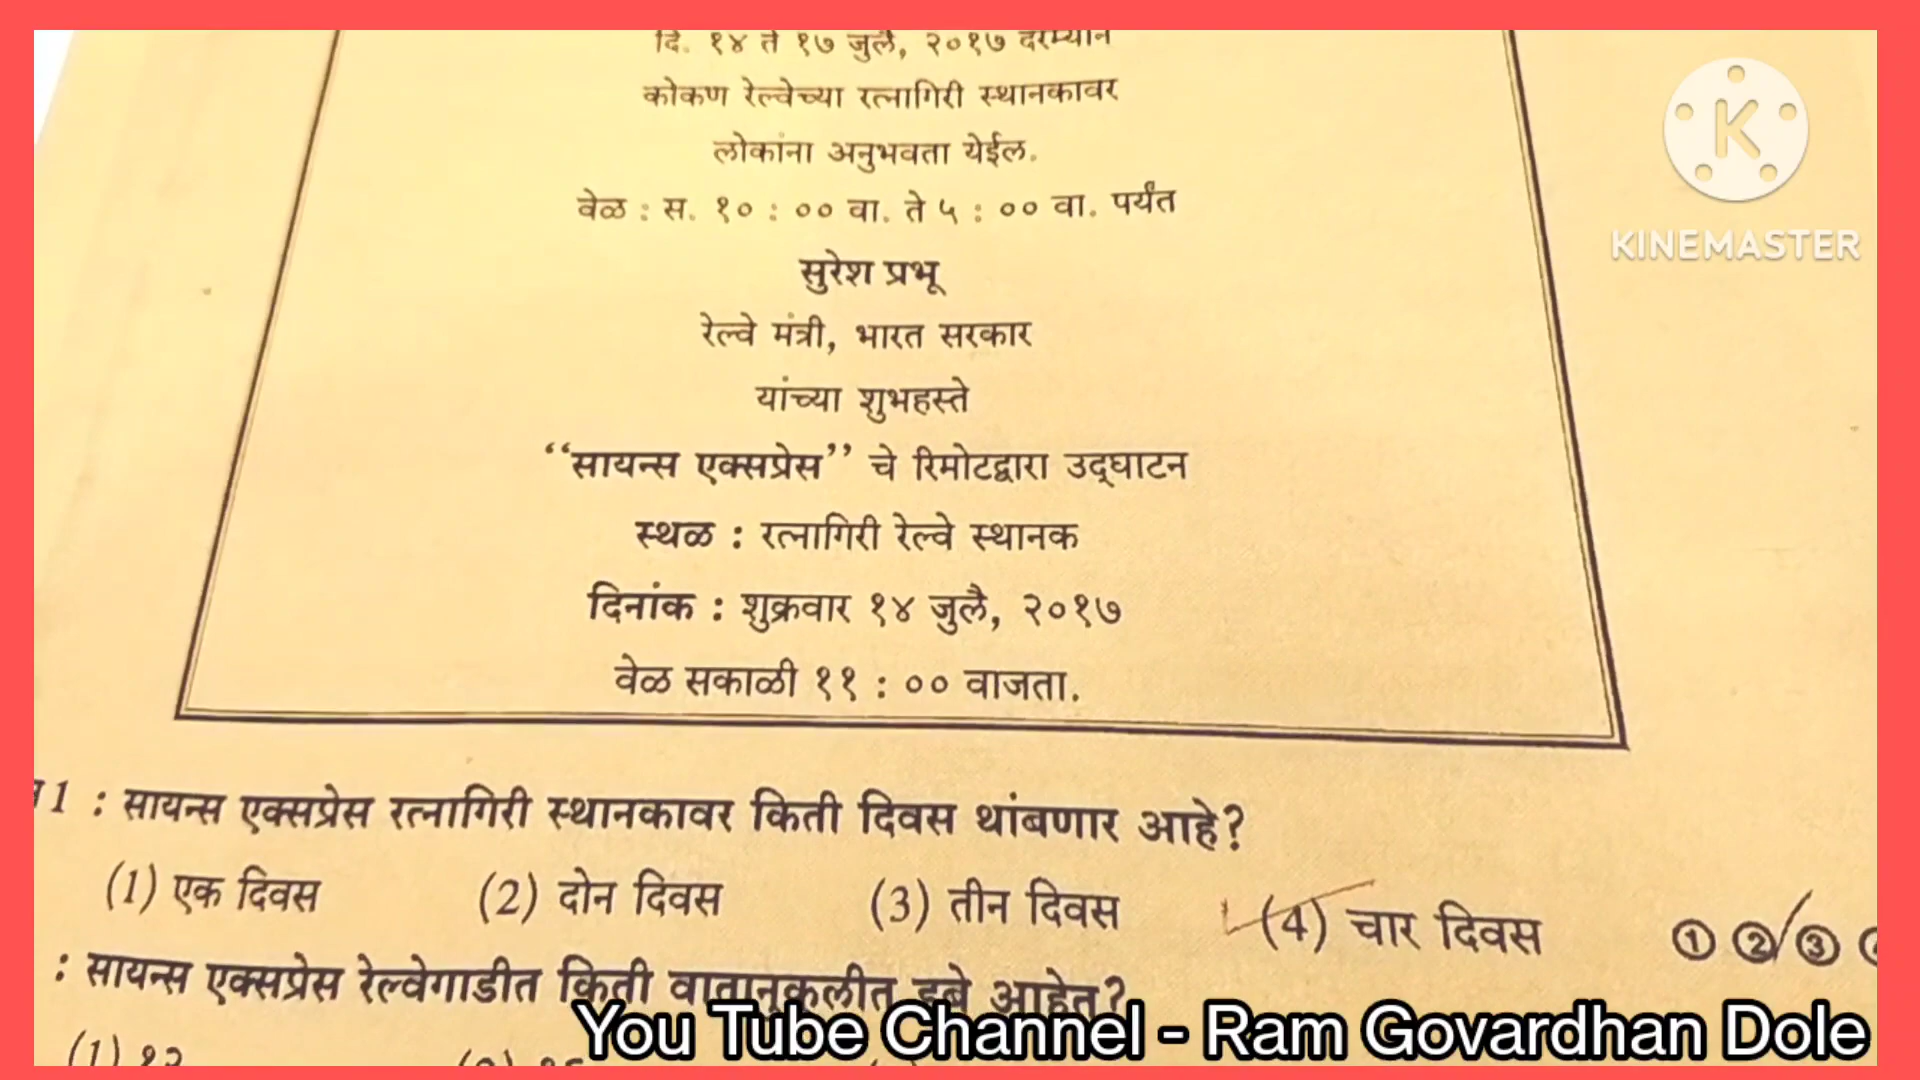 दि. १४ ते १७ जुलै, २०१७ दरम्यान
कोकण रेल्वेच्या रत्नागिरी स्थानकावर
लोकांना अनुभवता येईल.
वेळ : स. १० : ०० वा. ते ५ : ०० वा. पर्यंत
सुरेश प्रभू
रेल्वे मंत्री, भारत सरकार
यांच्या शुभहस्ते
“सायन्स एक्सप्रेस” चे रिमोटद्वारा उद्‌घाटन
स्थळ : रत्नागिरी रेल्वे स्थानक
दिनांक : शुक्रवार १४ जुलै, २०१७
वेळ सकाळी ११ : ०० वाजता.
K
KINEMASTER
1 : सायन्स एक्सप्रेस रत्नागिरी स्थानकावर किती दिवस थांबणार आहे?
(1) एक दिवस (2) दोन दिवस (3) तीन दिवस (4) चार दिवस ① ② ③
: सायन्स एक्सप्रेस रेल्वेगाडीत किती वातानुकूलीत डबे आहेत?
(1) १२
You Tube Channel - Ram Govardhan Dole